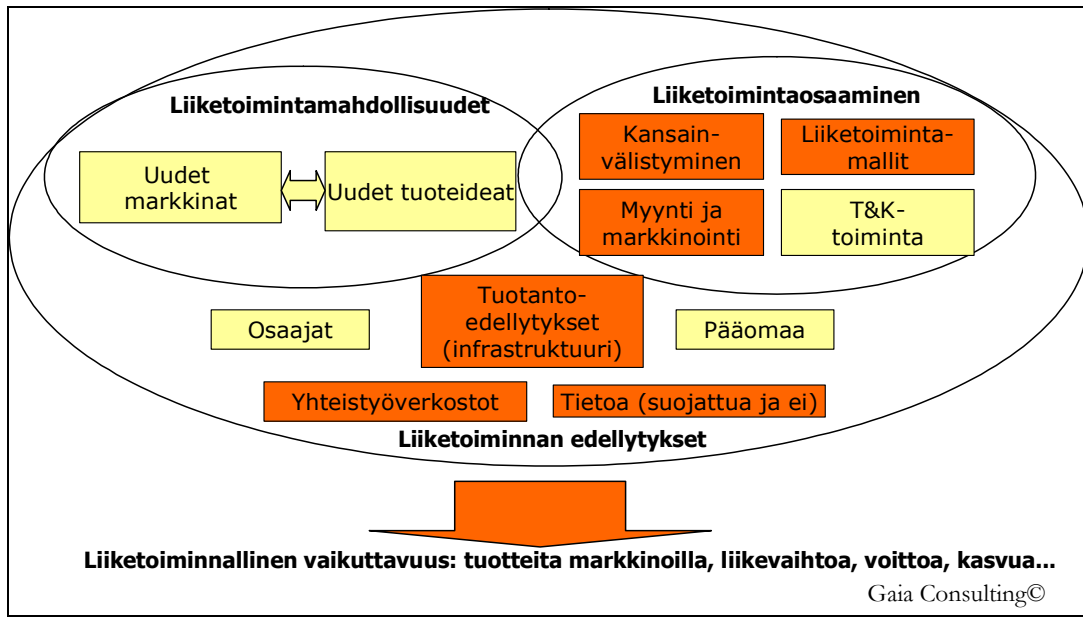 Liiketoimintamahdollisuudet
Uudet
markkinat
Uudet tuoteideat
Liiketoimintaosaaminen
Kansain-
välistyminen
Liiketoiminta-
mallit
Myynti ja
markkinointi
T&K-
toiminta
Osaajat
Tuotanto-
edellytykset
(infrastruktuuri)
Pääomaa
Yhteistyöverkostot
Tietoa (suojattua ja ei)
Liiketoiminnan edellytykset
Liiketoiminnallinen vaikuttavuus: tuotteita markkinoilla, liikevaihtoa, voittoa, kasvua...
Gaia Consulting©